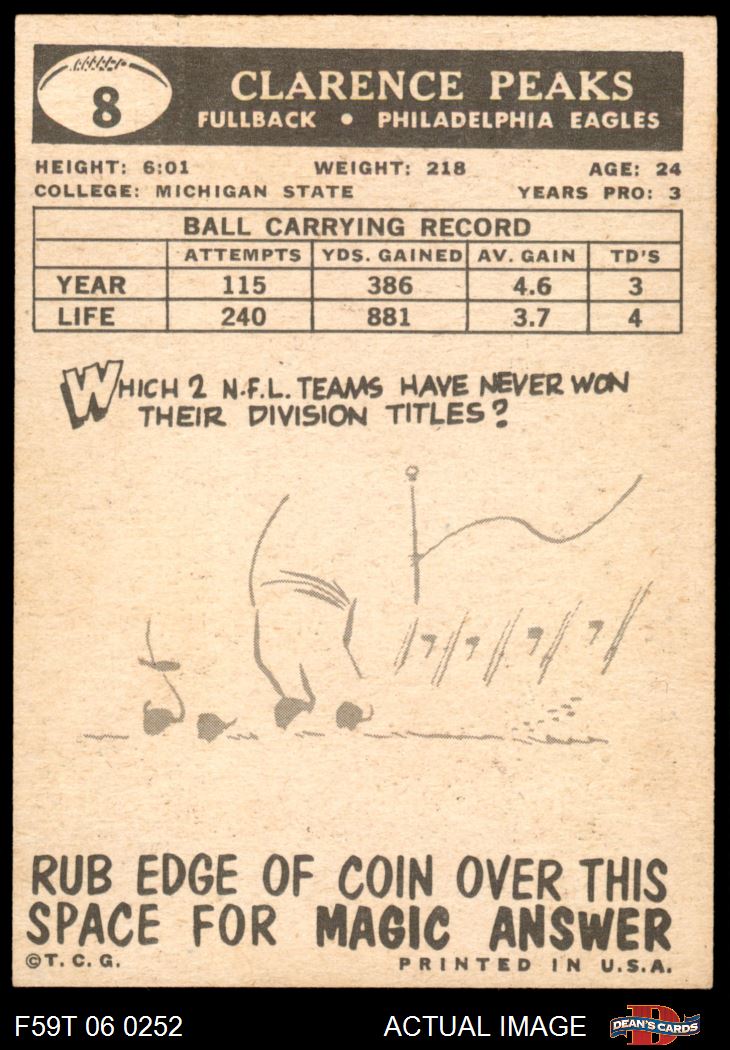 8
CLARENCE PEAKS
FULLBACK • PHILADELPHIA EAGLES
HEIGHT: 6:01 WEIGHT: 218 AGE: 24
COLLEGE: MICHIGAN STATE YEARS PRO: 3
BALL CARRYING RECORD
ATTEMPTS YDS. GAINED AV. GAIN TD'S
YEAR 115 386 4.6 3
LIFE 240 881 3.7 4
WHICH 2 N.F.L. TEAMS HAVE NEVER WON
THEIR DIVISION TITLES?
RUB EDGE OF COIN OVER THIS
SPACE FOR MAGIC ANSWER
©T. C. G. PRINTED IN U.S.A.
F59T 06 0252 ACTUAL IMAGE D DEAN'S CARDS